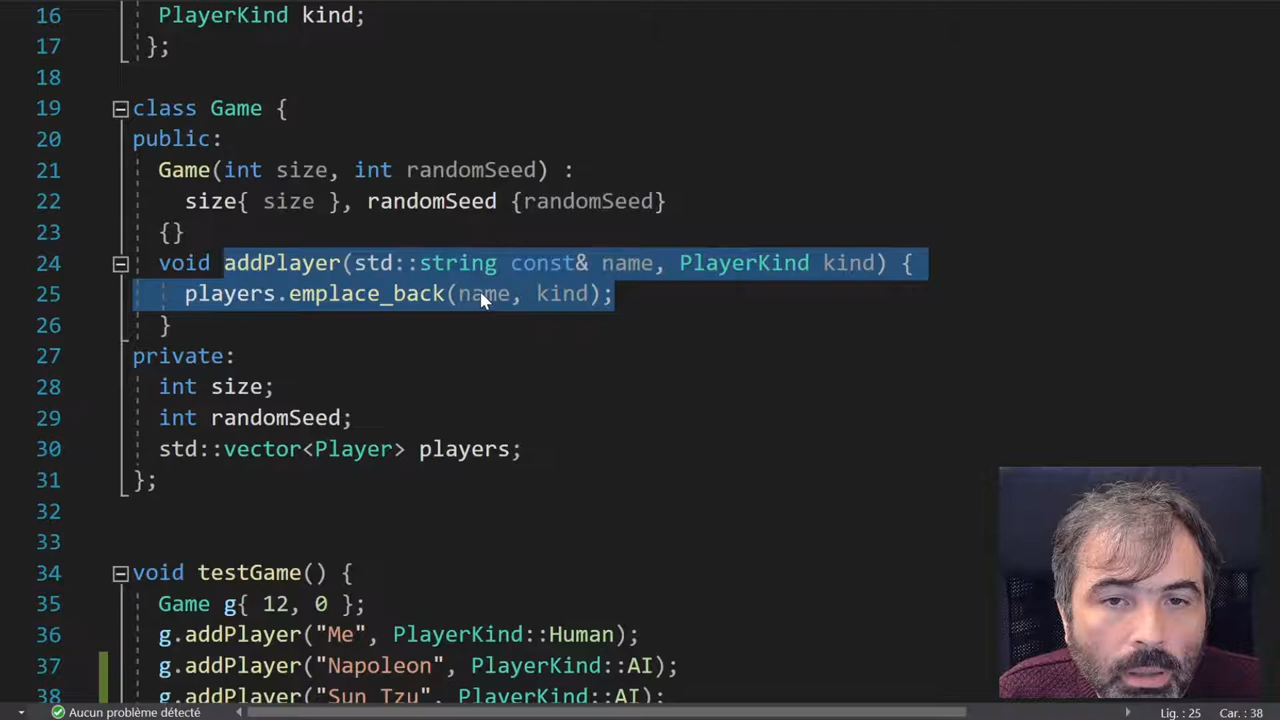 16 PlayerKind kind;
17 };
18
19 class Game {
20 public:
21 Game(int size, int randomSeed) :
22 size{ size }, randomSeed {randomSeed}
23 {}
24 void addPlayer(std::string const& name, PlayerKind kind) {
25 players.emplace_back(name, kind);
26 }
27 private:
28 int size;
29 int randomSeed;
30 std::vector<Player> players;
31 };
32
33
34 void testGame() {
35 Game g{ 12, 0 };
36 g.addPlayer("Me", PlayerKind::Human);
37 g.addPlayer("Napoleon", PlayerKind::AI);
38 g.addPlayer("Sun Tzu", PlayerKind::AI);
Aucun problème détecté Lig. : 25 Car. : 38